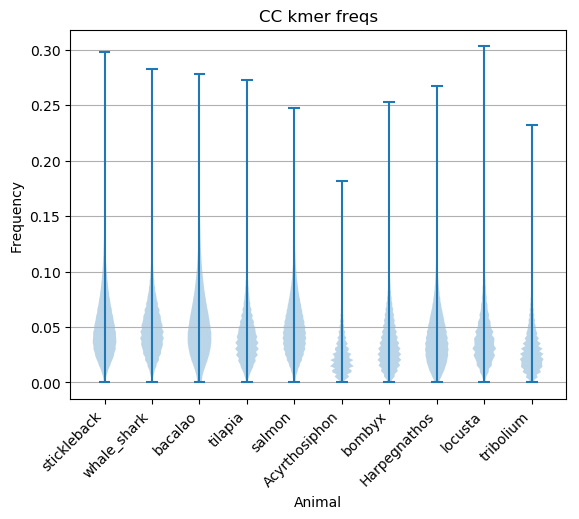 CC kmer freqs
Frequency
0.30
0.25
0.20
0.15
0.10
0.05
0.00
stickleback
whale_shark
bacalao
tilapia
salmon
Acyrthosiphon
bombyx
Harpegnathos
locusta
tribolium
Animal